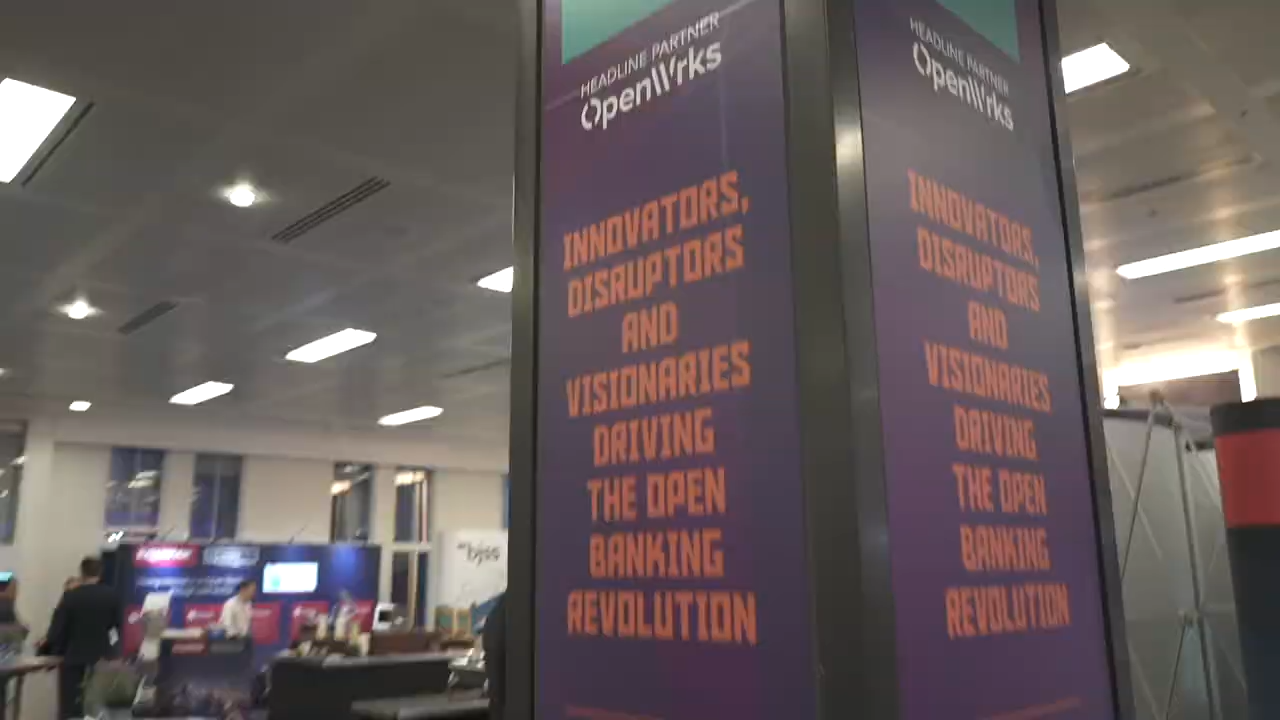 HEADLINE PARTNER
OpenWrks
INNOVATORS,
DISRUPTORS
AND
VISIONARIES
DRIVING
THE OPEN
BANKING
REVOLUTION
HEADLINE PARTNER
OpenWrks
INNOVATORS,
DISRUPTORS
AND
VISIONARIES
DRIVING
THE OPEN
BANKING
REVOLUTION
bjss